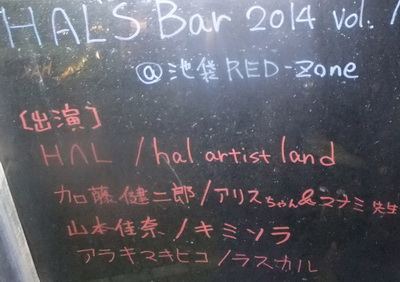 HALS Bar 2014 vol.
@池袋RED-Zone
[出演]
HAL /hal artist land
加藤健二郎/アリスちゃん&マナミ先生
山本佳奈/キミソラ
アラキマキヒコ/ラスカル